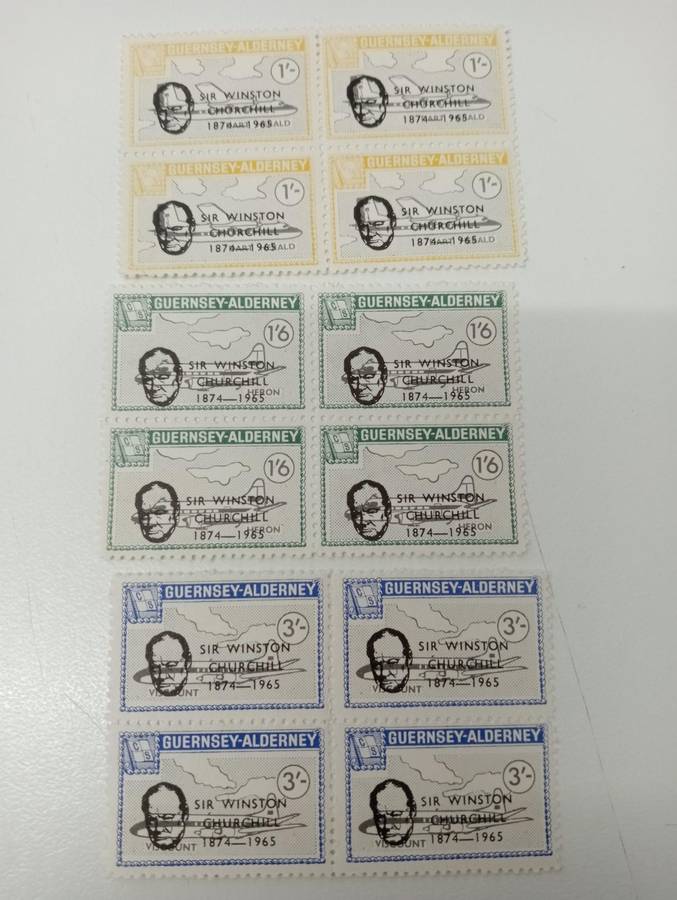 GUERNSEY-ALDERNEY GUERNSEY-ALDERNEY
1'- 1'-
SIR WINSTON SIR WINSTON
CHURCHILL CHURCHILL
1874—1965 1874—1965
GUERNSEY-ALDERNEY GUERNSEY-ALDERNEY
1'- 1'-
SIR WINSTON SIR WINSTON
CHURCHILL CHURCHILL
1874—1965 1874—1965
C I S GUERNSEY-ALDERNEY C I S GUERNSEY-ALDERNEY
1'6 1'6
SIR WINSTON SIR WINSTON
CHURCHILL CHURCHILL
HERON HERON
1874—1965 1874—1965
C I S GUERNSEY-ALDERNEY C I S GUERNSEY-ALDERNEY
1'6 1'6
SIR WINSTON SIR WINSTON
CHURCHILL CHURCHILL
HERON HERON
1874—1965 1874—1965
C I S GUERNSEY-ALDERNEY C I S GUERNSEY-ALDERNEY
3'- 3'-
SIR WINSTON SIR WINSTON
CHURCHILL CHURCHILL
1874—1965 1874—1965
VISCOUNT VISCOUNT
C I S GUERNSEY-ALDERNEY C I S GUERNSEY-ALDERNEY
3'- 3'-
SIR WINSTON SIR WINSTON
CHURCHILL CHURCHILL
1874—1965 1874—1965
VISCOUNT VISCOUNT